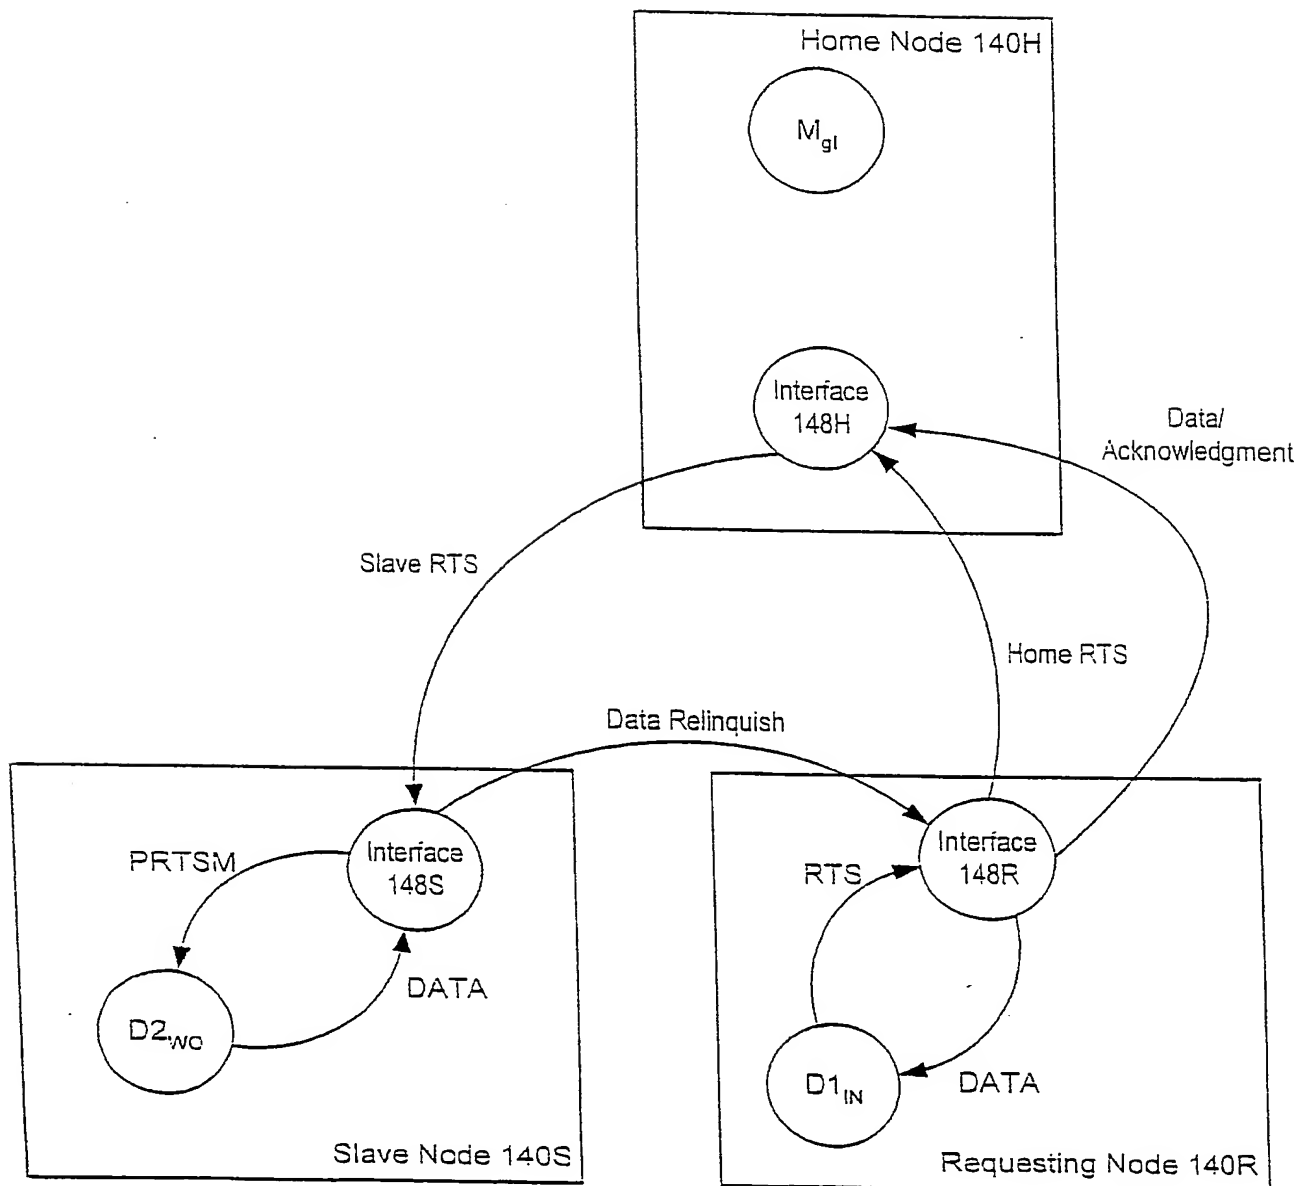 Home Node 140H
M_gI
Interface
148H
Data/
Acknowledgment
Slave RTS
Home RTS
Data Relinquish
Interface
148S
PRTSM
DATA
D2_WO
Slave Node 140S
Interface
148R
RTS
DATA
D1_IN
Requesting Node 140R